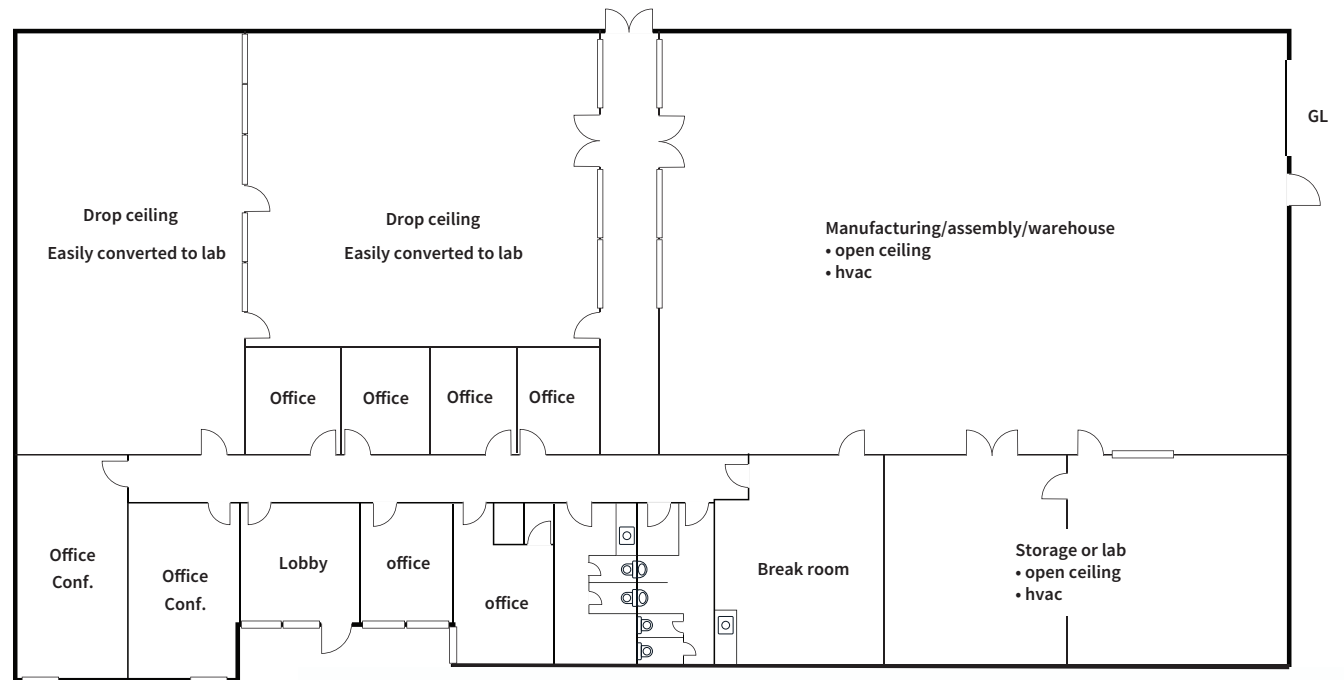 GL
Drop ceiling
Easily converted to lab
Drop ceiling
Easily converted to lab
Manufacturing/assembly/warehouse
• open ceiling
• hvac
Office
Office
Office
Office
Office
Conf.
Office
Conf.
Lobby
office
office
Break room
Storage or lab
• open ceiling
• hvac